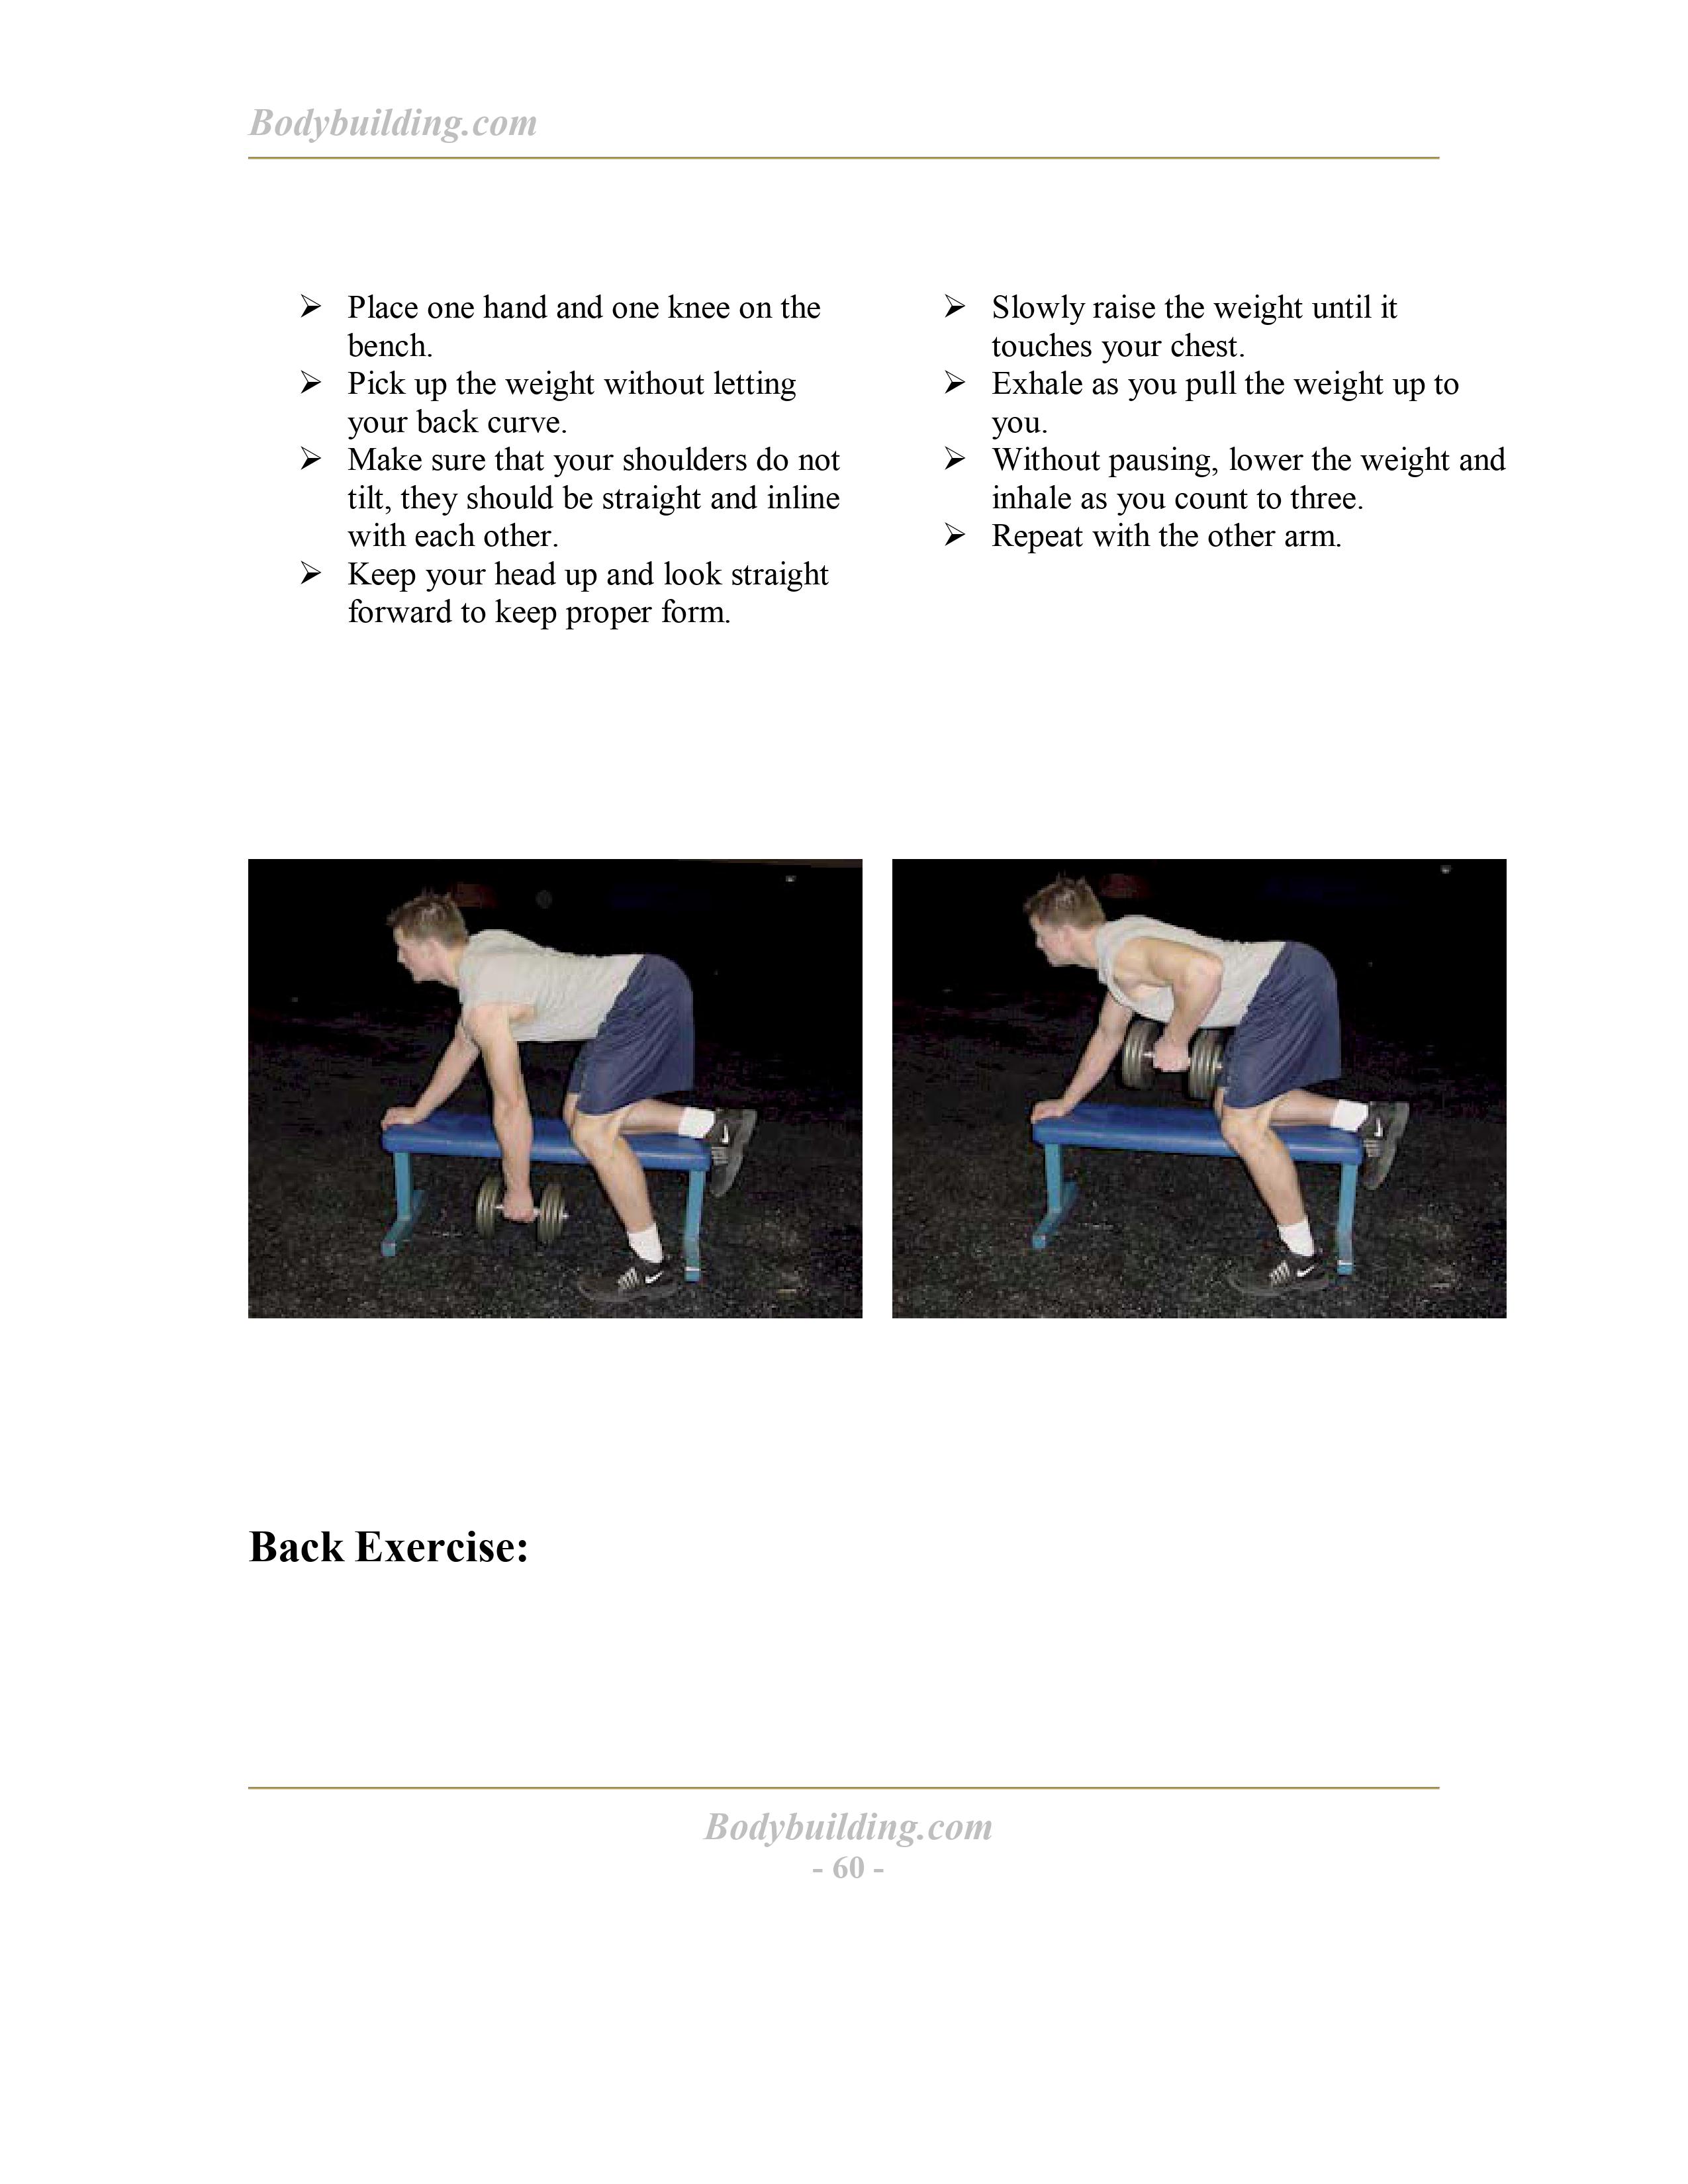 Bodybuilding.com
➢ Place one hand and one knee on the
bench.
➢ Pick up the weight without letting
your back curve.
➢ Make sure that your shoulders do not
tilt, they should be straight and inline
with each other.
➢ Keep your head up and look straight
forward to keep proper form.
➢ Slowly raise the weight until it
touches your chest.
➢ Exhale as you pull the weight up to
you.
➢ Without pausing, lower the weight and
inhale as you count to three.
➢ Repeat with the other arm.
Back Exercise:
Bodybuilding.com
- 60 -